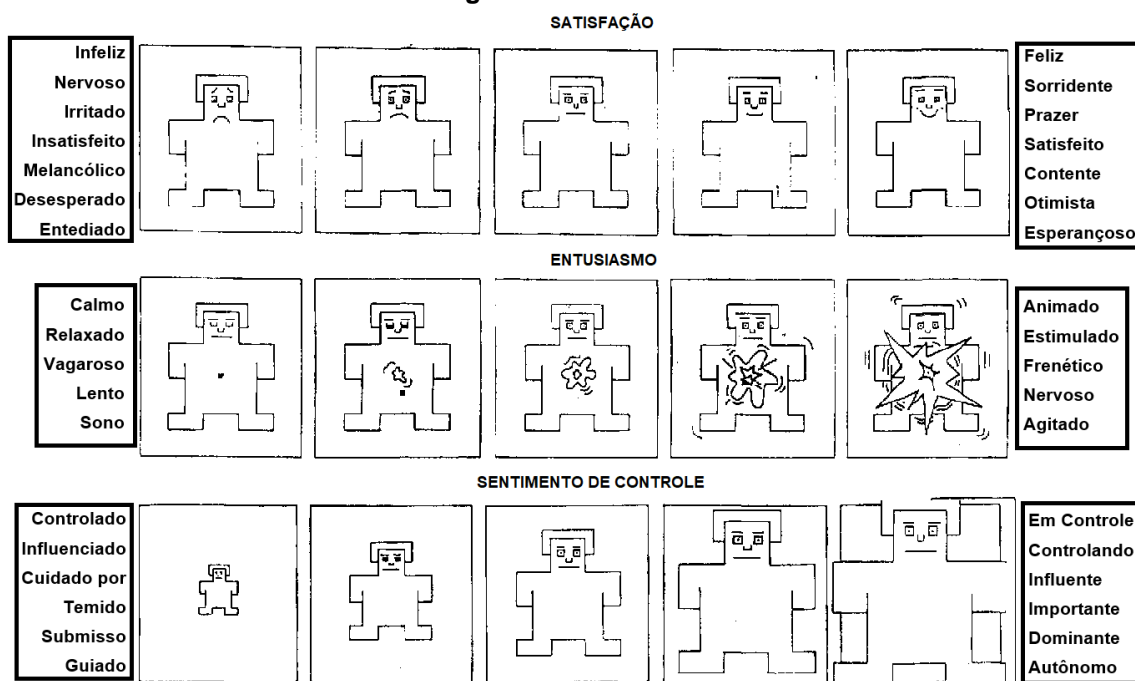 SATISFAÇÃO
Infeliz
Nervoso
Irritado
Insatisfeito
Melancólico
Desesperado
Entediado
Feliz
Sorridente
Prazer
Satisfeito
Contente
Otimista
Esperançoso
ENTUSIASMO
Calmo
Relaxado
Vagaroso
Lento
Sono
Animado
Estimulado
Frenético
Nervoso
Agitado
SENTIMENTO DE CONTROLE
Controlado
Influenciado
Cuidado por
Temido
Submisso
Guiado
Em Controle
Controlando
Influente
Importante
Dominante
Autônomo